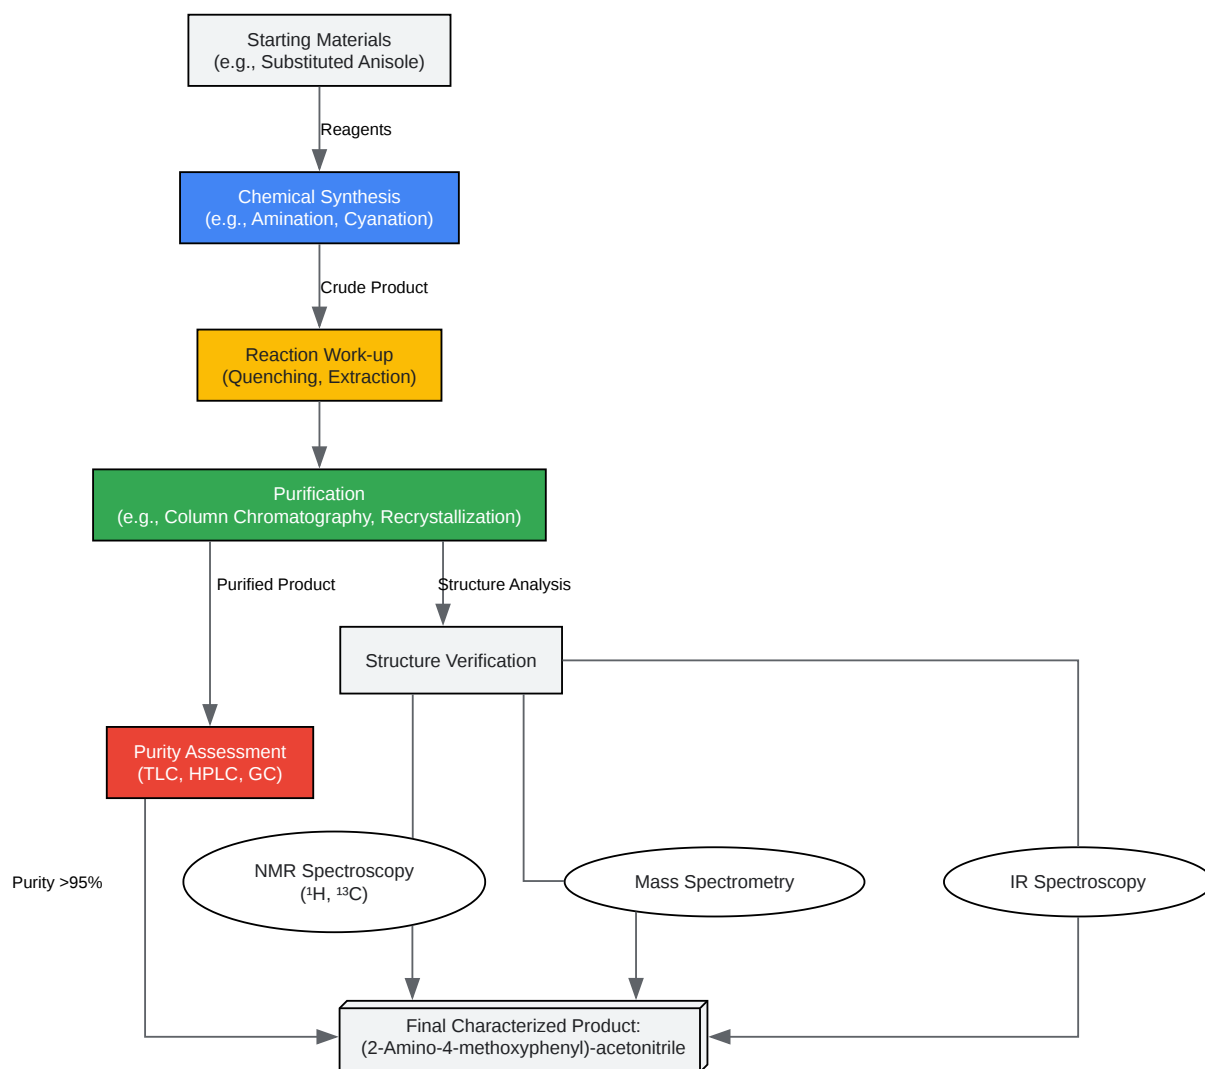 Starting Materials
(e.g., Substituted Anisole)
Reagents
Chemical Synthesis
(e.g., Amination, Cyanation)
Crude Product
Reaction Work-up
(Quenching, Extraction)
Purification
(e.g., Column Chromatography, Recrystallization)
Purified Product
Structure Analysis
Structure Verification
Purity Assessment
(TLC, HPLC, GC)
Purity >95%
NMR Spectroscopy
(¹H, ¹³C)
Mass Spectrometry
IR Spectroscopy
Final Characterized Product:
(2-Amino-4-methoxyphenyl)-acetonitrile